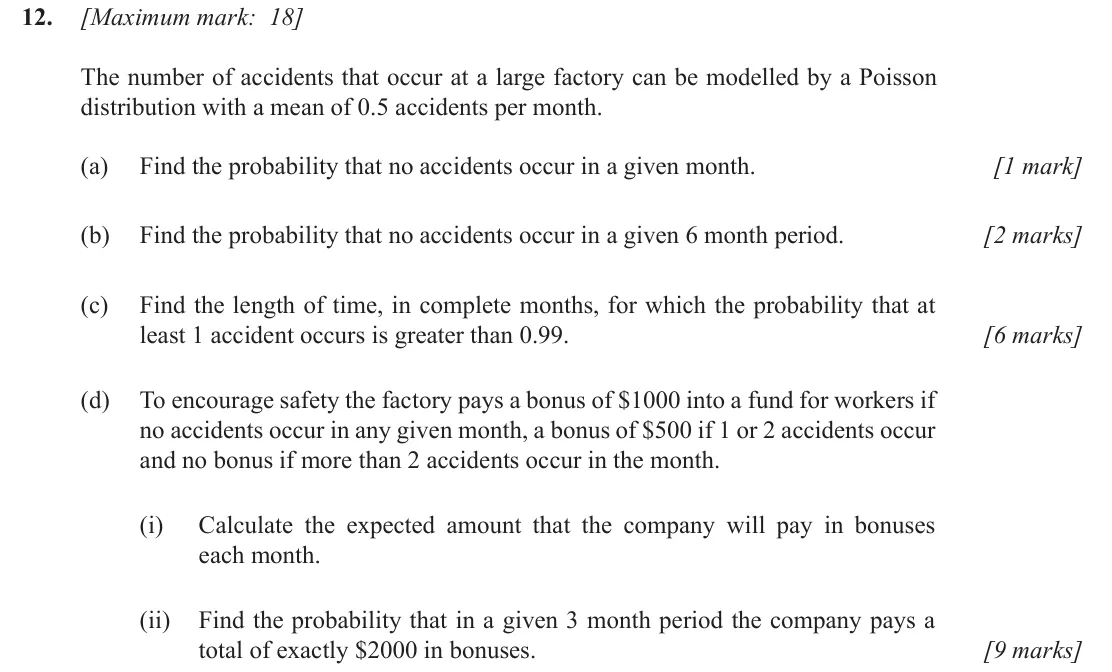 12. [Maximum mark: 18]
The number of accidents that occur at a large factory can be modelled by a Poisson
distribution with a mean of 0.5 accidents per month.
(a) Find the probability that no accidents occur in a given month. [1 mark]
(b) Find the probability that no accidents occur in a given 6 month period. [2 marks]
(c) Find the length of time, in complete months, for which the probability that at
least 1 accident occurs is greater than 0.99. [6 marks]
(d) To encourage safety the factory pays a bonus of $1000 into a fund for workers if
no accidents occur in any given month, a bonus of $500 if 1 or 2 accidents occur
and no bonus if more than 2 accidents occur in the month.
(i) Calculate the expected amount that the company will pay in bonuses
each month.
(ii) Find the probability that in a given 3 month period the company pays a
total of exactly $2000 in bonuses. [9 marks]